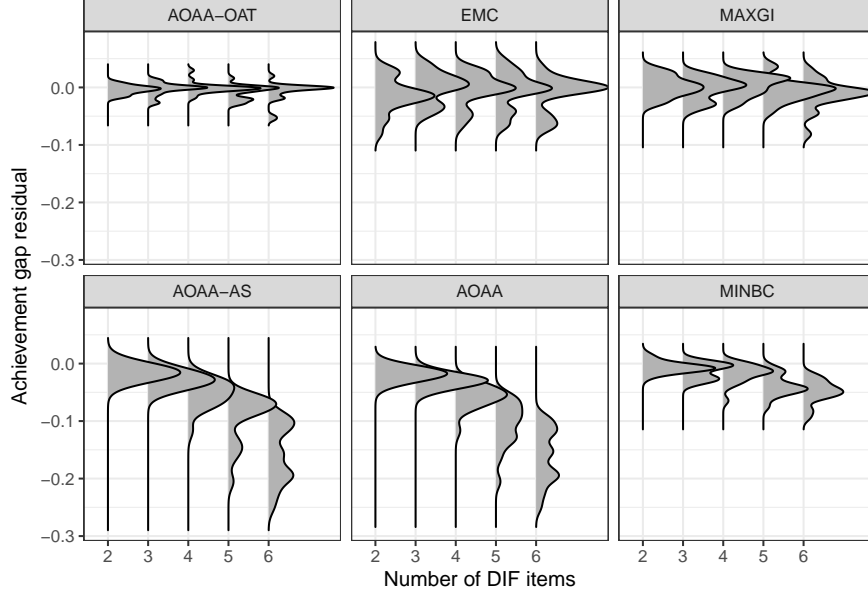 AOAA−OAT EMC MAXGI
0.0
−0.1
−0.2
−0.3
AOAA−AS AOAA MINBC
0.0
−0.1
−0.2
−0.3
2 3 4 5 6 2 3 4 5 6 2 3 4 5 6
Number of DIF items
Achievement gap residual